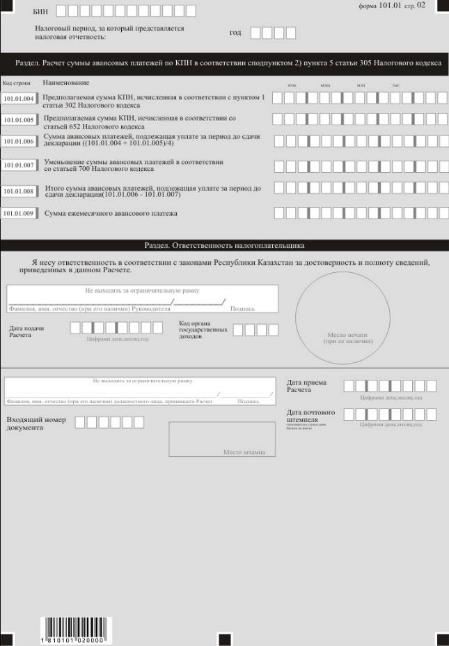 форма 101.01 стр. 02
БИН
Налоговый период, за который представляется
налоговая отчетность:
год
Раздел. Расчет суммы авансовых платежей по КПН в соответствии сподпунктом 2) пункта 5 статьи 305 Налогового кодекса
Код строки Наименование
101.01.004 Предполагаемая сумма КПН, исчисленная в соответствии с пунктом 1
статьи 302 Налогового кодекса
101.01.005 Предполагаемая сумма КПН, исчисленная в соответствии со
статьей 652 Налогового кодекса
101.01.006 Сумма авансовых платежей, подлежащая уплате за период до сдачи
декларации ((101.01.004 + 101.01.005)/4)
101.01.007 Уменьшение суммы авансовых платежей в соответствии
со статьей 700 Налогового кодекса
101.01.008 Итого сумма авансовых платежей, подлежащая уплате за период до
сдачи декларации(101.01.006 - 101.01.007)
101.01.009 Сумма ежемесячного авансового платежа
Раздел. Ответственность налогоплательщика
Я несу ответственность в соответствии с законами Республики Казахстан за достоверность и полноту сведений,
приведенных в данном Расчете.
Не выходить за ограничительную рамку
Фамилия, имя, отчество (при его наличии) Руководителя Подпись
Дата подачи
Расчета
Цифрами день,месяц,год
Код органа
государственных
доходов
Место печати
(при ее наличии)
Не выходить за ограничительную рамку
Фамилия, имя, отчество (при его наличии) должностного лица, принявшего Расчет Подпись
Дата приема
Расчета
Цифрами день,месяц,год
Входящий номер
документа
Дата почтового
штемпеля
Цифрами день,месяц,год
Место штампа
1810101020000